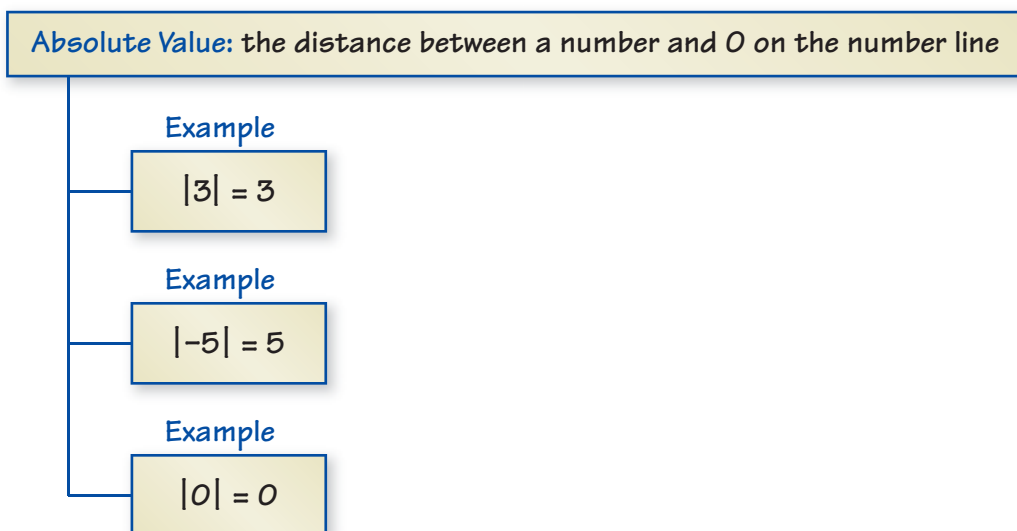 Absolute Value: the distance between a number and 0 on the number line
Example
|3| = 3
Example
|−5| = 5
Example
|0| = 0